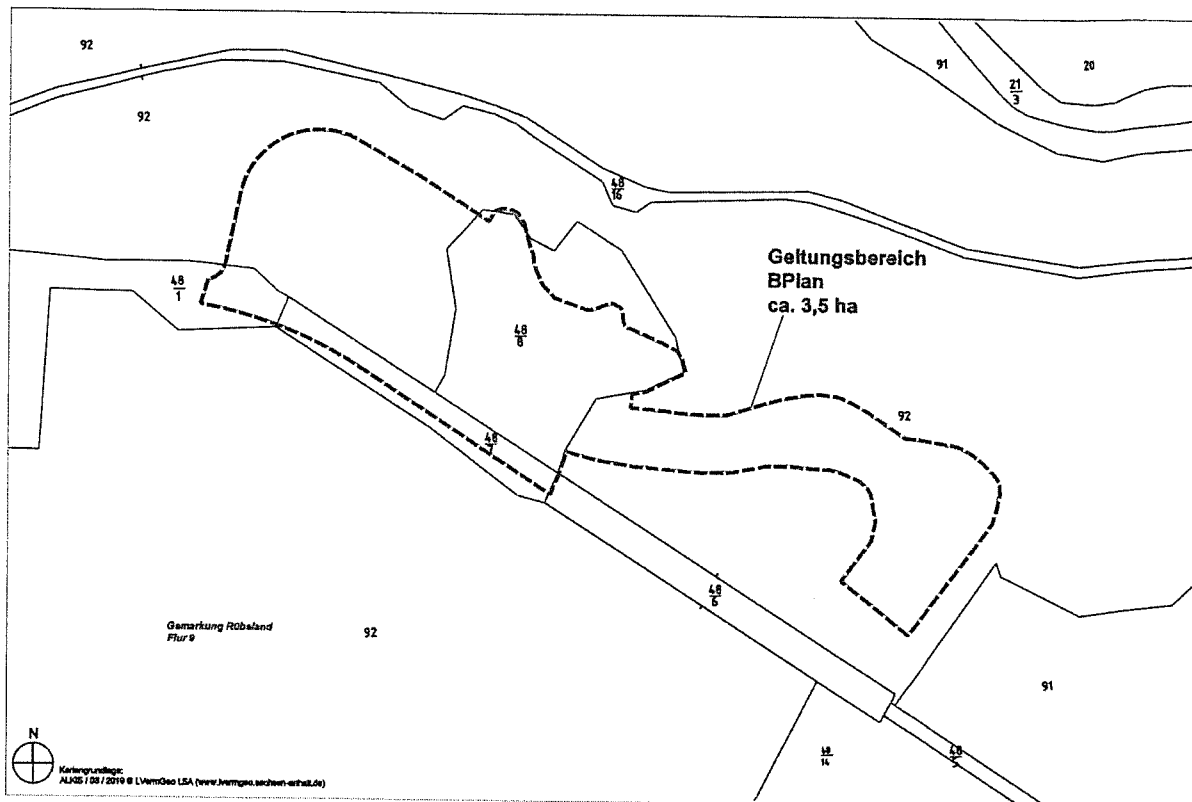 92
91
20
21
3
92
48
16
Geltungsbereich
BPlan
ca. 3,5 ha
48
1
48
8
92
48
48
6
Gemarkung Rübeland
Flur 9
92
91
48
14
48
5
N
Kartengrundlage:
ALKIS / 08 / 2019 © LVermGeo LSA (www.lvermgeo.sachsen-anhalt.de)